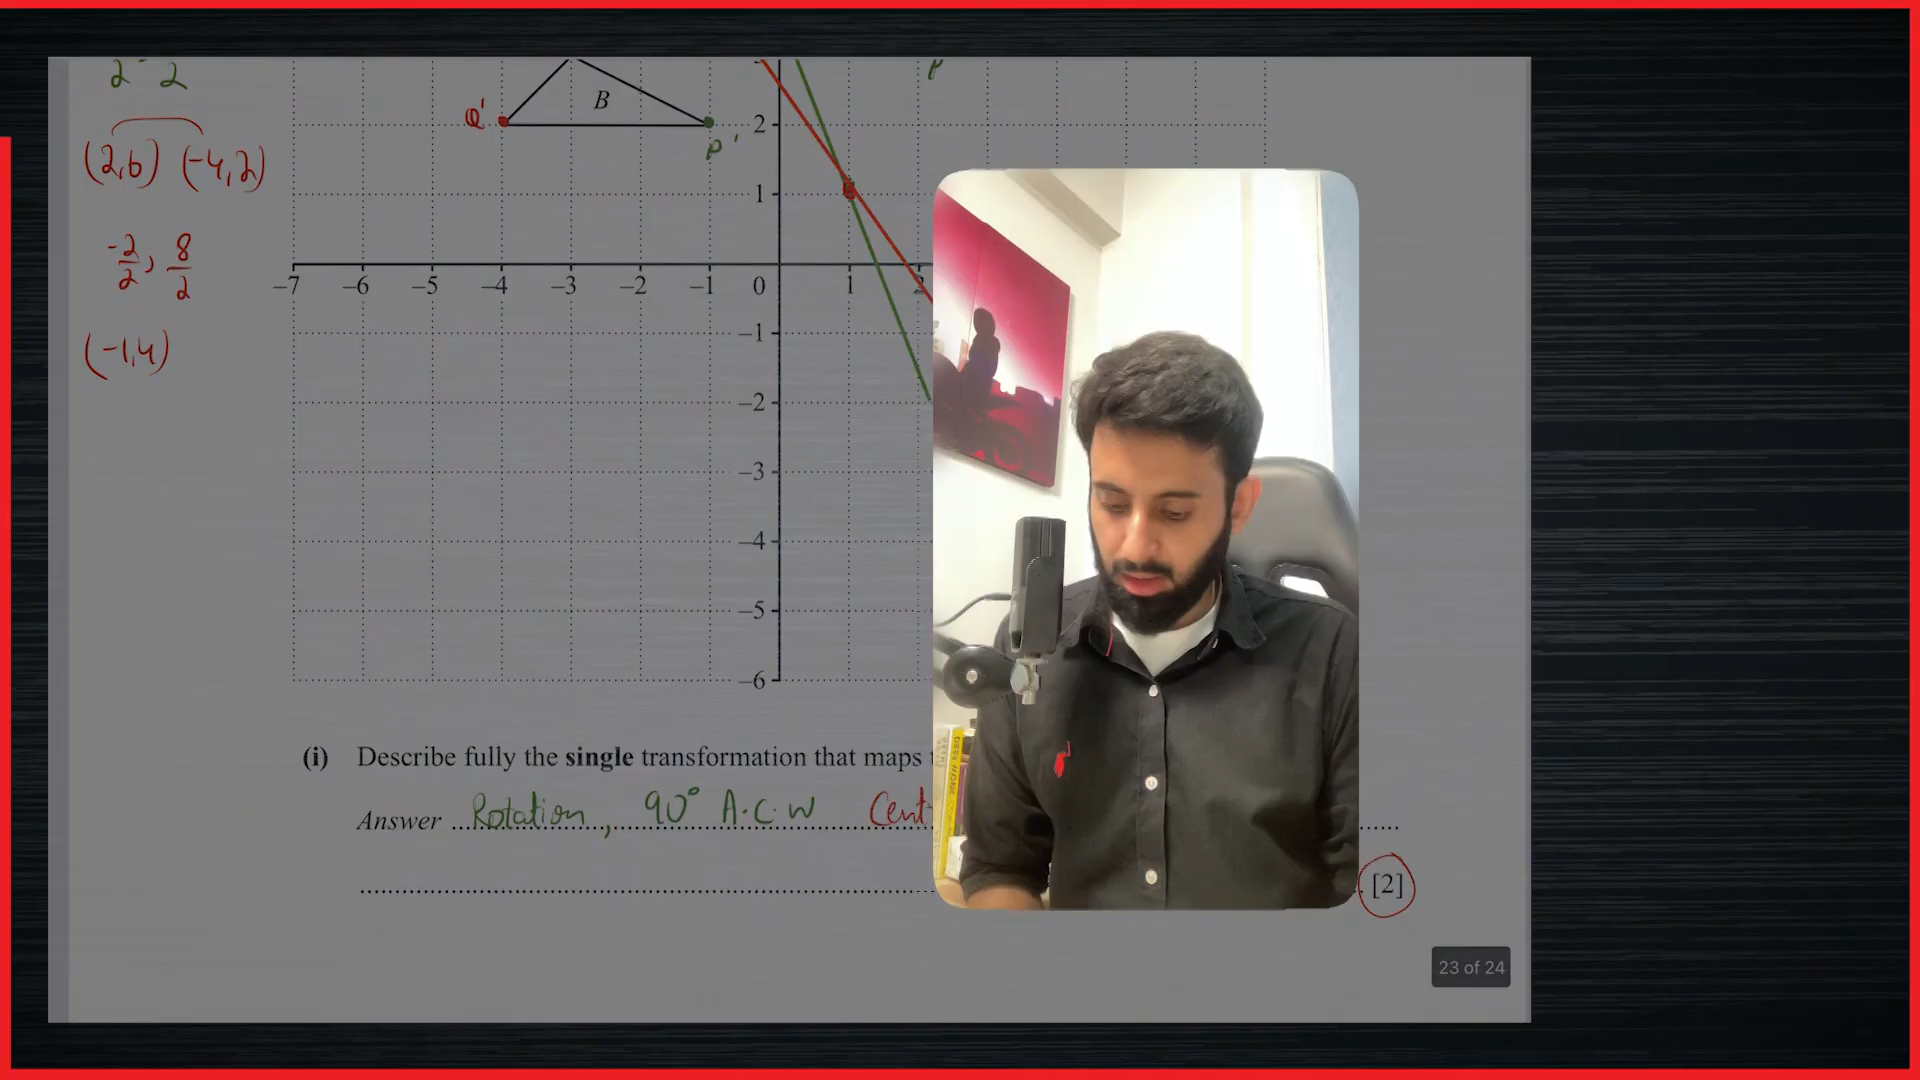 2 2
(2,6) (-4,2)
-2/2, 8/2
(-1,4)
Q'
B
P'
P
3
2
1
-7 -6 -5 -4 -3 -2 -1 0 1 2
-1
-2
-3
-4
-5
-6
(i) Describe fully the single transformation that maps
Answer Rotation, 90° A.C.W Cent
[2]
23 of 24